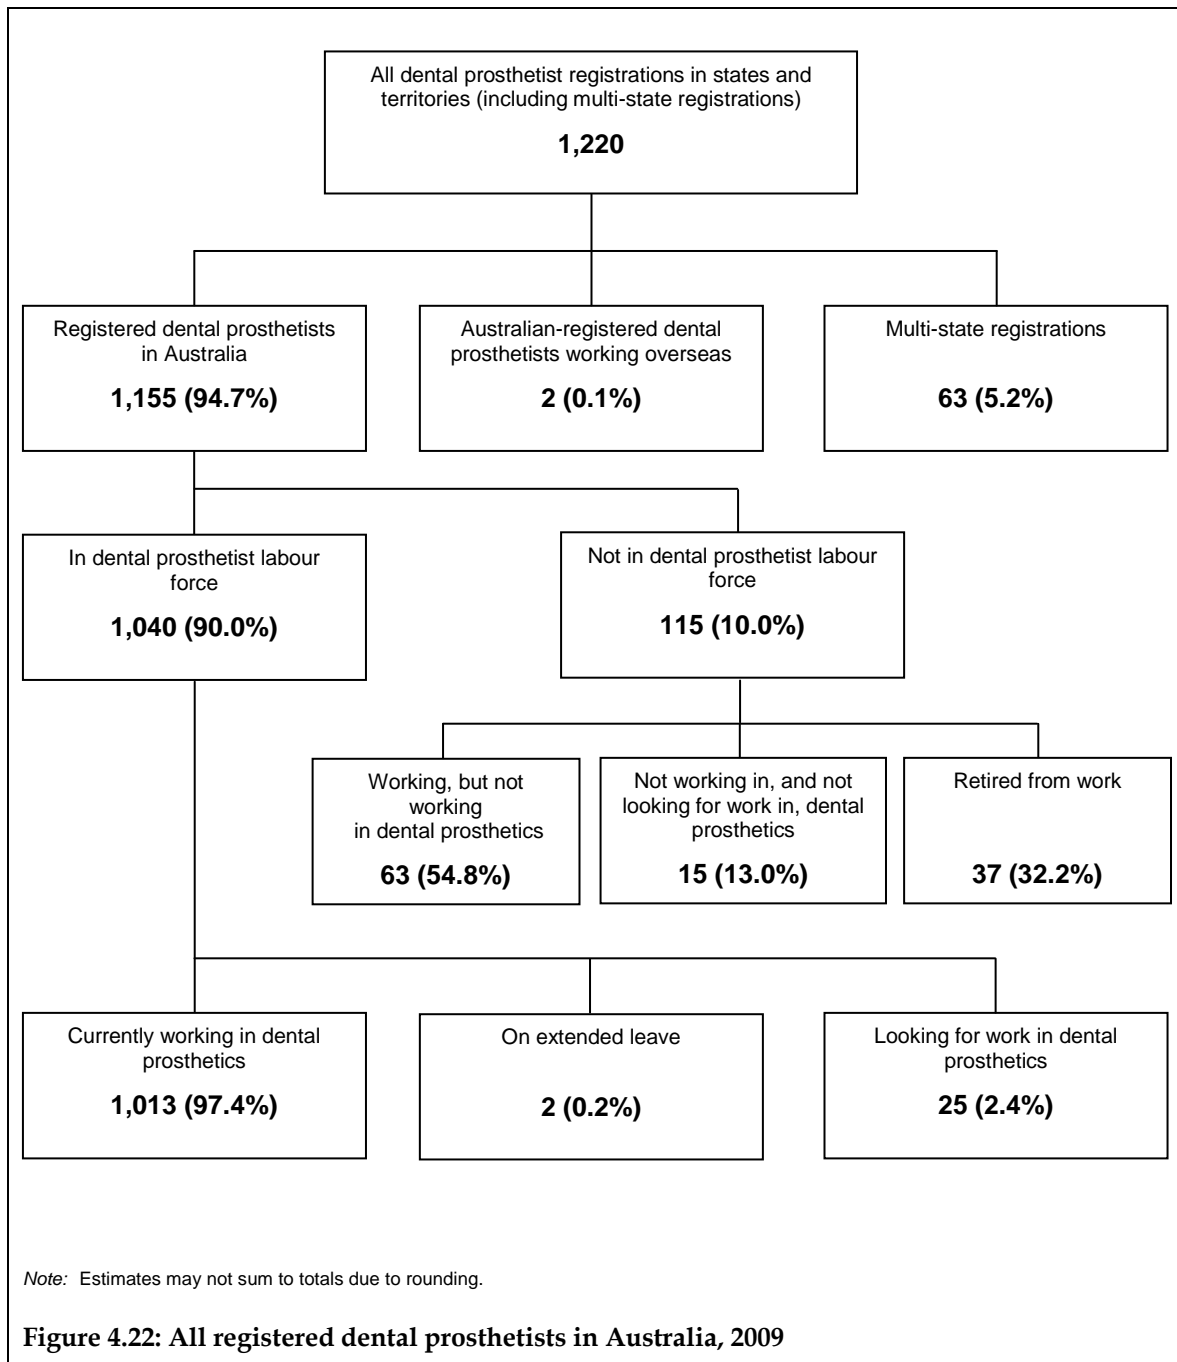 All dental prosthetist registrations in states and
territories (including multi-state registrations)
1,220
Registered dental prosthetists
in Australia
1,155 (94.7%)
Australian-registered dental
prosthetists working overseas
2 (0.1%)
Multi-state registrations
63 (5.2%)
In dental prosthetist labour
force
1,040 (90.0%)
Not in dental prosthetist labour
force
115 (10.0%)
Working, but not
working
in dental prosthetics
63 (54.8%)
Not working in, and not
looking for work in, dental
prosthetics
15 (13.0%)
Retired from work
37 (32.2%)
Currently working in dental
prosthetics
1,013 (97.4%)
On extended leave
2 (0.2%)
Looking for work in dental
prosthetics
25 (2.4%)
Note: Estimates may not sum to totals due to rounding.
Figure 4.22: All registered dental prosthetists in Australia, 2009